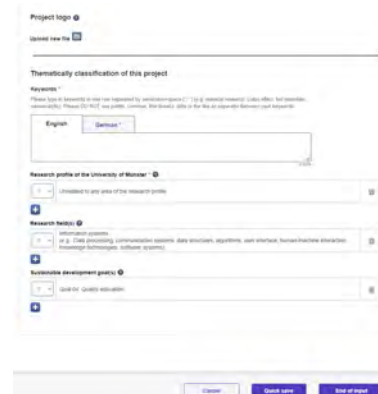 Project logo
Upload new file
Thematically classification of this project
Keywords *
English
German *
Research profile of the University of Münster *
Unrelated to any area of the research profile
Research field(s)
Information systems
(e.g. Data processing, communication systems, data structures, algorithms, user interface, human-machine interaction,
knowledge technologies, software systems)
Sustainable development goal(s)
Quality education
Cancel
Quick save
End of input